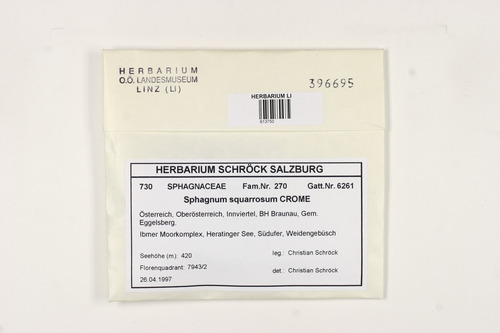 HERBARIUM
O.Ö. LANDESMUSEUM
LINZ (LI)
396695
HERBARIUM LI
613750
HERBARIUM SCHRÖCK SALZBURG
730 SPHAGNACEAE Fam.Nr. 270 Gatt.Nr. 6261
Sphagnum squarrosum CROME
Österreich, Oberösterreich, Innviertel, BH Braunau, Gem.
Eggelsberg.
Ibmer Moorkomplex, Heratinger See, Südufer, Weidengebüsch
Seehöhe (m): 420 leg.: Christian Schröck
Florenquadrant: 7943/2 det.: Christian Schröck
26.04.1997